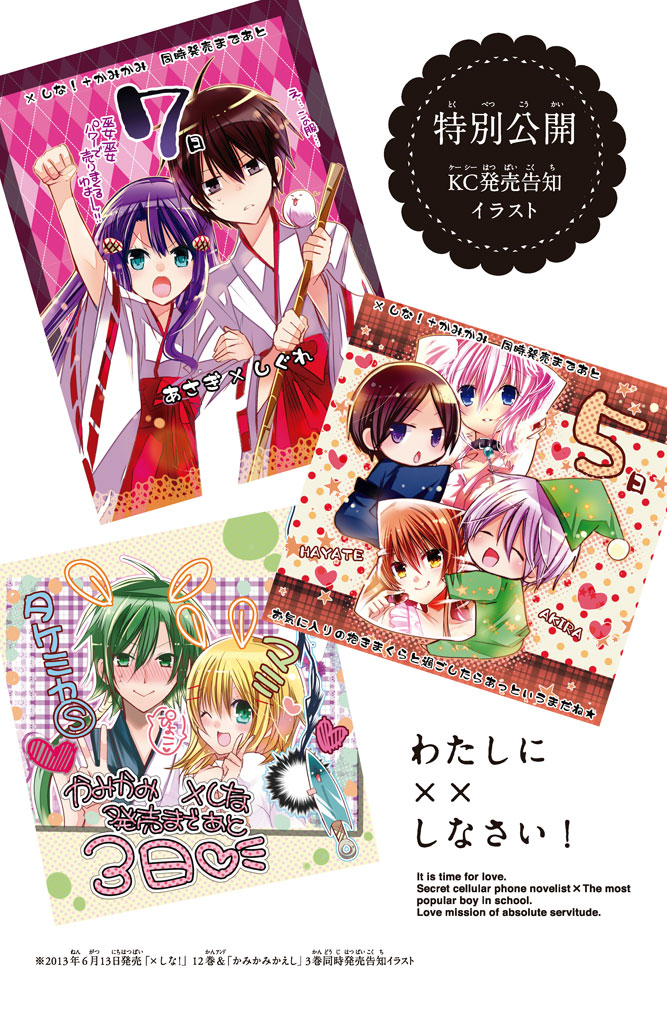 ×しな!+かみかみ 同時発売まであと
7日
え…この服…
巫女巫女
パワーで
売りまくる
わよー!!
あさぎ×しぐれ
特別公開
KC発売告知
イラスト
×しな!+かみかみ 同時発売まであと
5日
HAYATE
AKIRA
お気に入りの抱きまくらと過ごしたらあっというまだね★
タケミカ
ミマ
ぴょこ
かみかみ ×しな
発売まであと
3日
わたしに
××
しなさい!
It is time for love.
Secret cellular phone novelist×The most
popular boy in school.
Love mission of absolute servitude.
※2013年6月13日発売「×しな!」12巻&「かみかみかえし」3巻同時発売告知イラスト